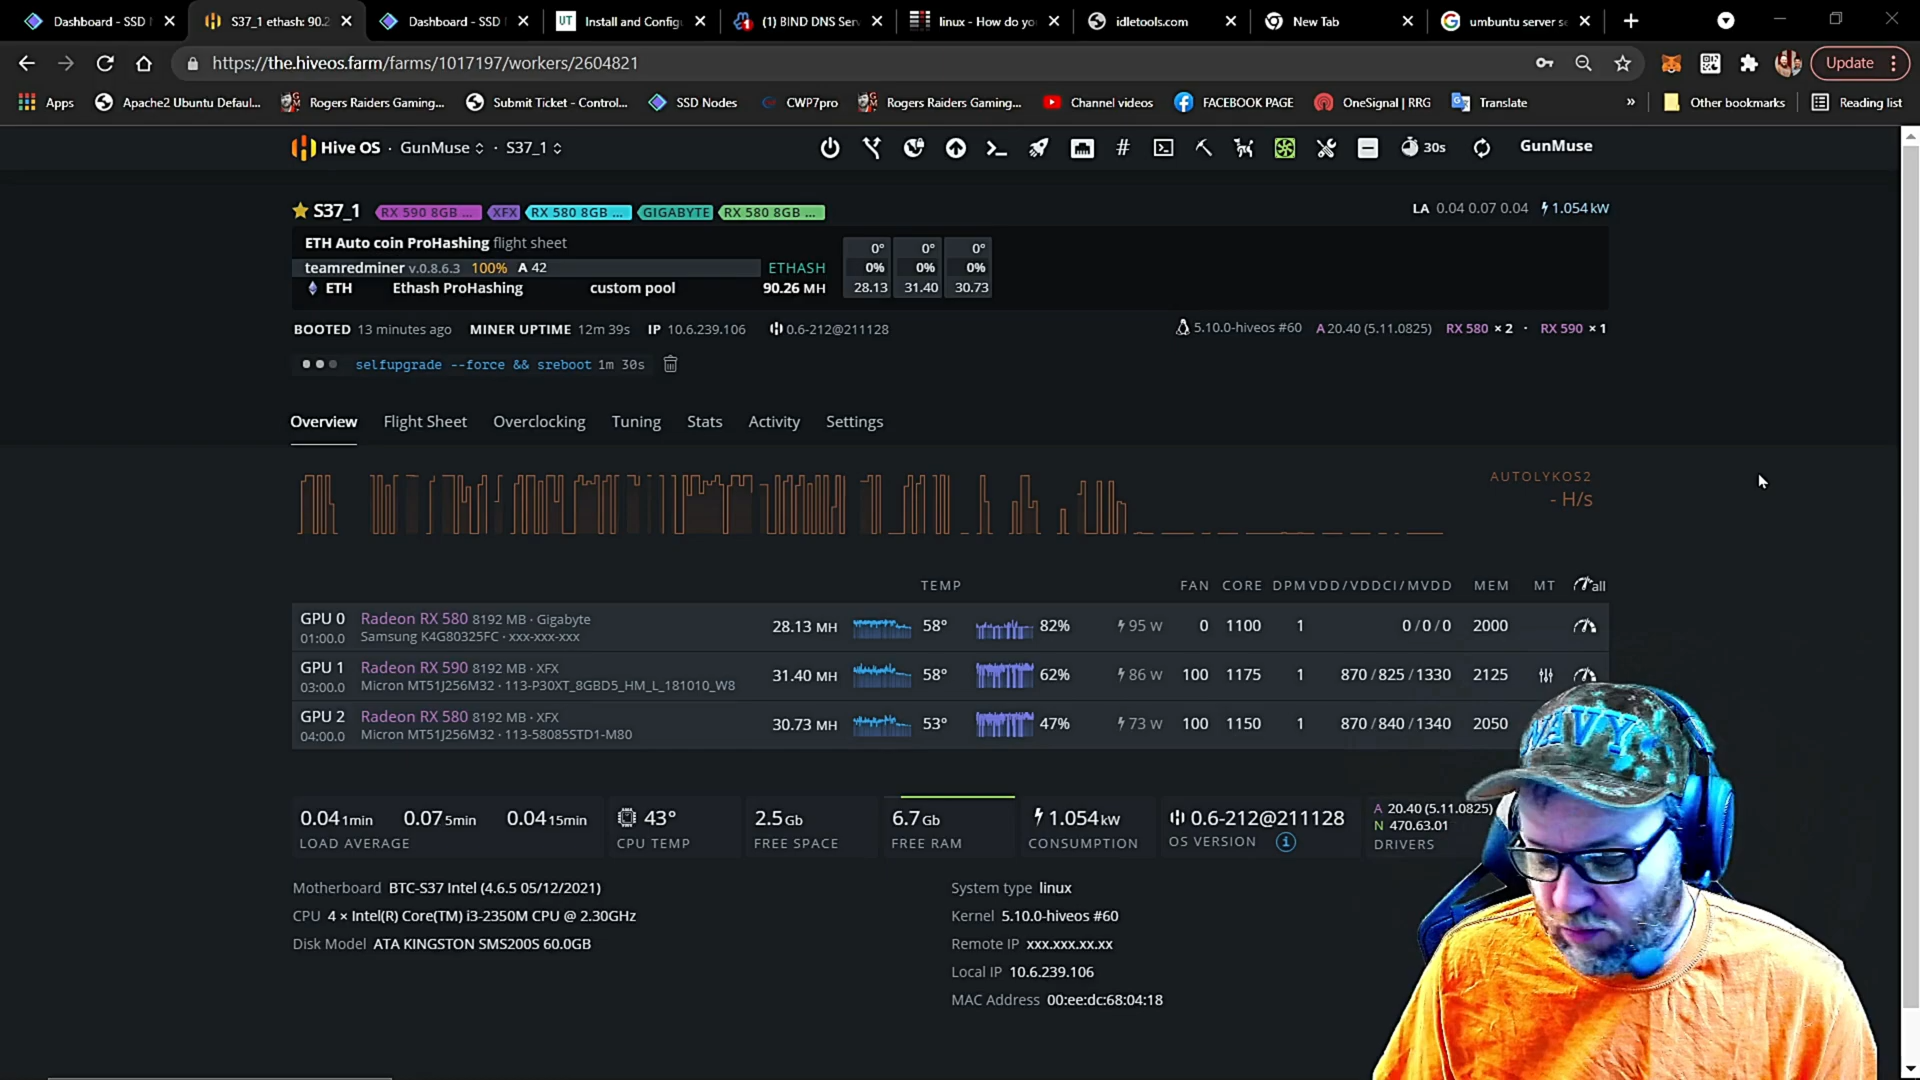 Dashboard - SSD N
S37_1 ethash: 90.2
Dashboard - SSD
Install and Config
(1) BIND DNS Serv
linux - How do yo
idletools.com
New Tab
umbuntu server se
https://the.hiveos.farm/farms/1017197/workers/2604821
Update
Apps
Apache2 Ubuntu Defaul...
Rogers Raiders Gaming...
Submit Ticket - Control...
SSD Nodes
CWP7pro
Rogers Raiders Gaming...
Channel videos
FACEBOOK PAGE
OneSignal | RRG
Translate
»
Other bookmarks
Reading list
Hive OS · GunMuse · S37_1
30s
GunMuse
S37_1 RX 590 8GB ... XFX RX 580 8GB ... GIGABYTE RX 580 8GB ...
LA 0.04 0.07 0.04 1.054 kW
ETH Auto coin ProHashing flight sheet
0° 0° 0°
teamredminer v.0.8.6.3 100% A 42 ETHASH
0% 0% 0%
ETH Ethash ProHashing custom pool 90.26 MH
28.13 31.40 30.73
BOOTED 13 minutes ago MINER UPTIME 12m 39s IP 10.6.239.106 0.6-212@211128
5.10.0-hiveos #60 A 20.40 (5.11.0825) RX 580 × 2 · RX 590 × 1
selfupgrade --force && sreboot 1m 30s
Overview Flight Sheet Overclocking Tuning Stats Activity Settings
AUTOLYKOS2
- H/s
TEMP FAN CORE DPM VDD/VDDCI/MVDD MEM MT all
GPU 0 Radeon RX 580 8192 MB · Gigabyte
01:00.0 Samsung K4G80325FC · xxx-xxx-xxx
28.13 MH 58° 82% 95 W 0 1100 1 0/0/0 2000
GPU 1 Radeon RX 590 8192 MB · XFX
03:00.0 Micron MT51J256M32 · 113-P30XT_8GBD5_HM_L_181010_W8
31.40 MH 58° 62% 86 W 100 1175 1 870/825/1330 2125
GPU 2 Radeon RX 580 8192 MB · XFX
04:00.0 Micron MT51J256M32 · 113-58085STD1-M80
30.73 MH 53° 47% 73 W 100 1150 1 870/840/1340 2050
NAVY
0.04 1min 0.07 5min 0.04 15min
LOAD AVERAGE
43°
CPU TEMP
2.5 Gb
FREE SPACE
6.7 Gb
FREE RAM
1.054 kW
CONSUMPTION
0.6-212@211128
OS VERSION
A 20.40 (5.11.0825)
N 470.63.01
DRIVERS
Motherboard BTC-S37 Intel (4.6.5 05/12/2021)
CPU 4 × Intel(R) Core(TM) i3-2350M CPU @ 2.30GHz
Disk Model ATA KINGSTON SMS200S 60.0GB
System type linux
Kernel 5.10.0-hiveos #60
Remote IP xxx.xxx.xx.xx
Local IP 10.6.239.106
MAC Address 00:ee:dc:68:04:18